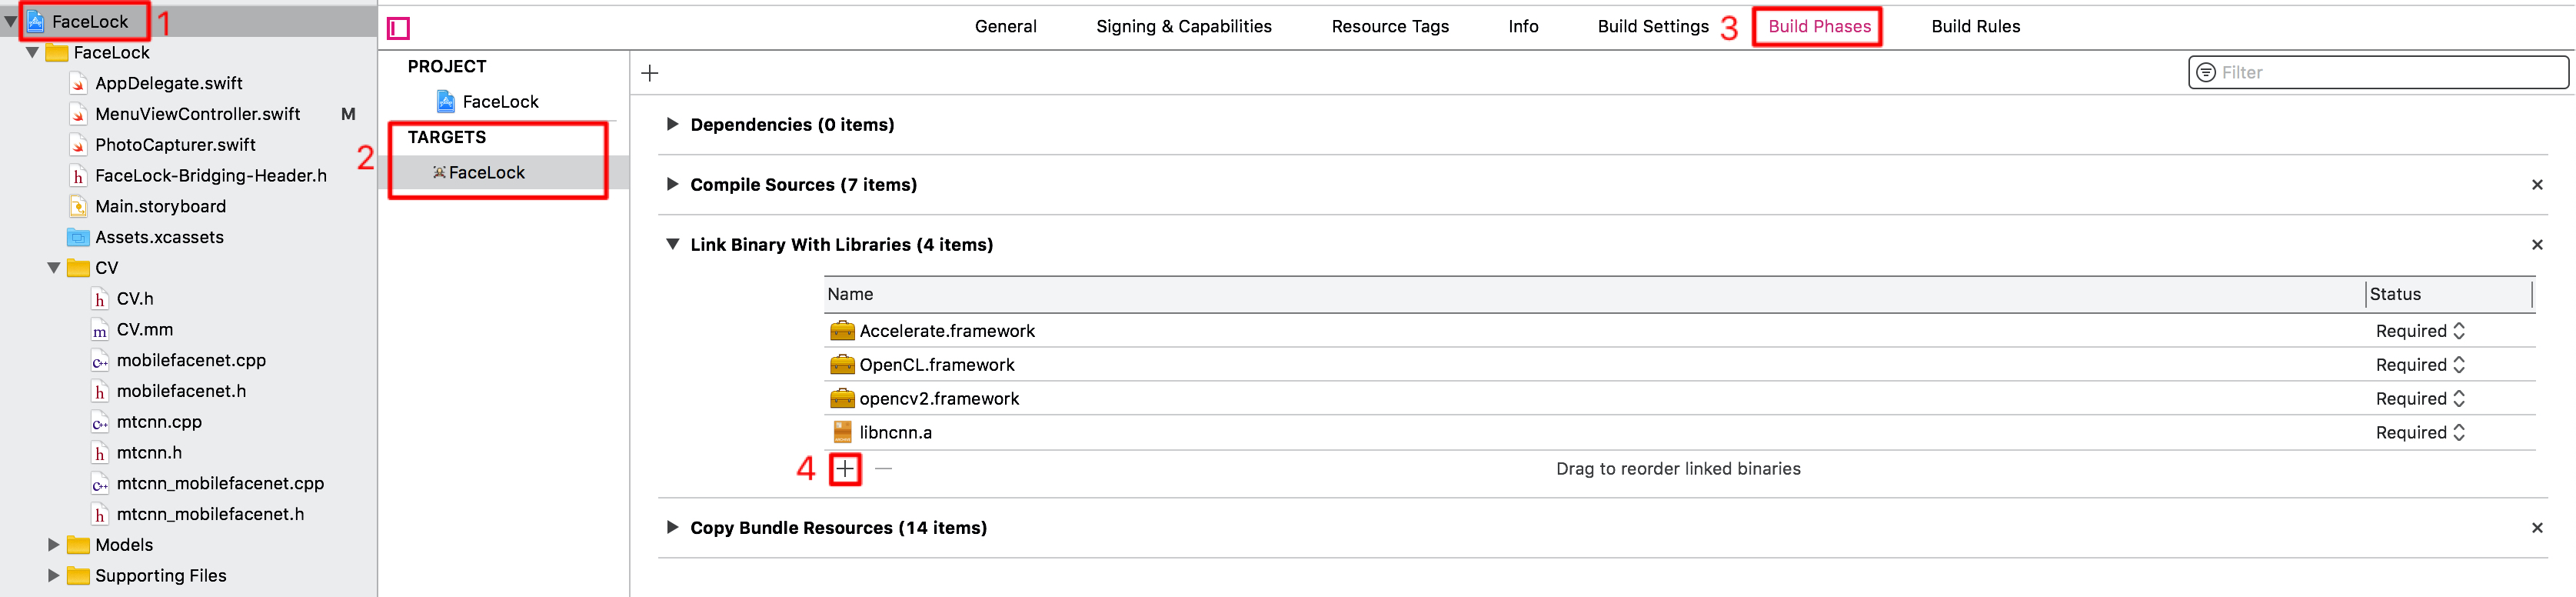 FaceLock 1
FaceLock
AppDelegate.swift
MenuViewController.swift M
PhotoCapturer.swift
FaceLock-Bridging-Header.h
Main.storyboard
Assets.xcassets
CV
CV.h
CV.mm
mobilefacenet.cpp
mobilefacenet.h
mtcnn.cpp
mtcnn.h
mtcnn_mobilefacenet.cpp
mtcnn_mobilefacenet.h
Models
Supporting Files
General Signing & Capabilities Resource Tags Info Build Settings 3 Build Phases Build Rules
PROJECT
FaceLock
2 TARGETS
FaceLock
Filter
Dependencies (0 items)
Compile Sources (7 items)
Link Binary With Libraries (4 items)
Name Status
Accelerate.framework Required
OpenCL.framework Required
opencv2.framework Required
libncnn.a Required
4 + — Drag to reorder linked binaries
Copy Bundle Resources (14 items)